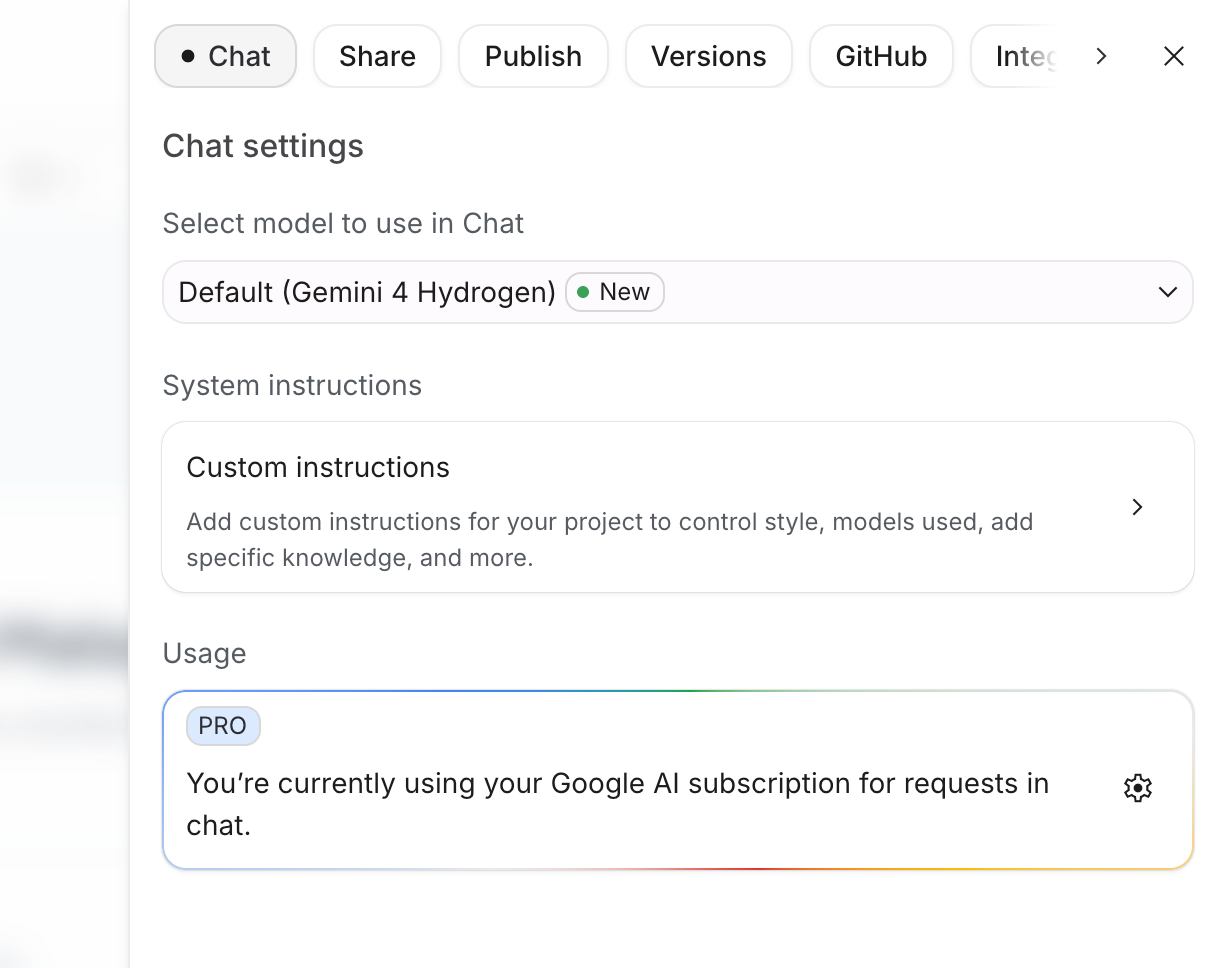 Chat
Share
Publish
Versions
GitHub
Chat settings
Select model to use in Chat
Default (Gemini 4 Hydrogen)
New
System instructions
Custom instructions
Add custom instructions for your project to control style, models used, add
specific knowledge, and more.
Usage
PRO
You’re currently using your Google AI subscription for requests in
chat.